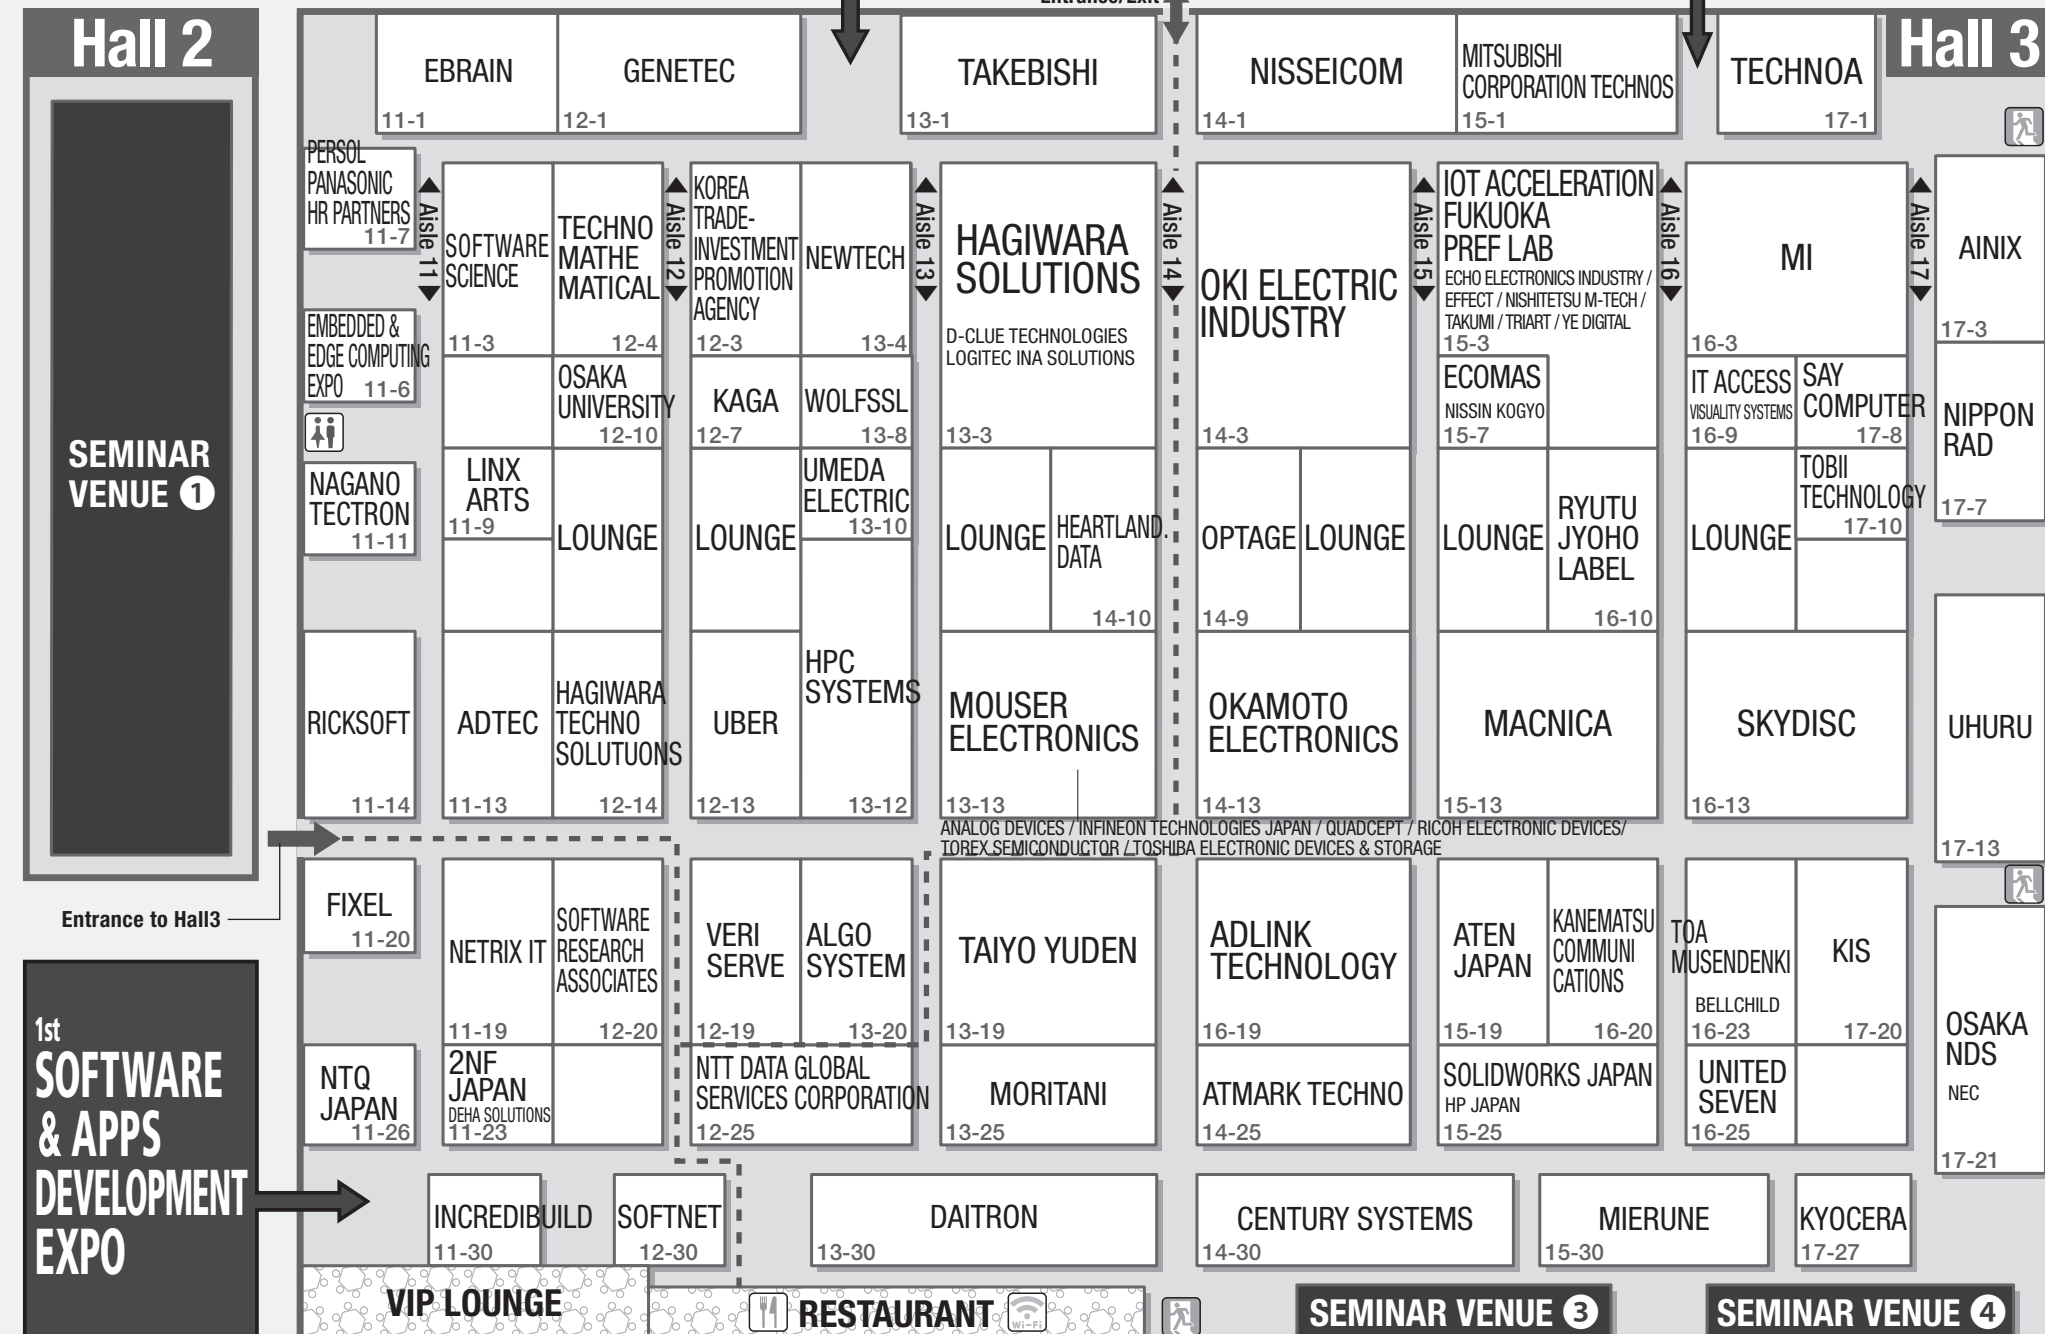 Entrance/Exit
Hall 2
Hall 3
EBRAIN
11-1
GENETEC
12-1
TAKEBISHI
13-1
NISSEICOM
14-1
MITSUBISHI
CORPORATION TECHNOS
15-1
TECHNOA
17-1
SEMINAR
VENUE 1
PERSOL
PANASONIC
HR PARTNERS
11-7
Aisle 11
SOFTWARE
SCIENCE
11-3
TECHNO
MATHE
MATICAL
12-4
Aisle 12
KOREA
TRADE-
INVESTMENT
PROMOTION
AGENCY
12-3
NEWTECH
13-4
Aisle 13
HAGIWARA
SOLUTIONS
D-CLUE TECHNOLOGIES
LOGITEC INA SOLUTIONS
13-3
Aisle 14
OKI ELECTRIC
INDUSTRY
14-3
Aisle 15
IOT ACCELERATION
FUKUOKA
PREF LAB
ECHO ELECTRONICS INDUSTRY /
EFFECT / NISHITETSU M-TECH /
TAKUMI / TRIART / YE DIGITAL
15-3
Aisle 16
MI
16-3
Aisle 17
AINIX
17-3
EMBEDDED &
EDGE COMPUTING
EXPO 11-6
OSAKA
UNIVERSITY
12-10
KAGA
12-7
WOLFSSL
13-8
ECOMAS
NISSIN KOGYO
15-7
IT ACCESS
VISUALITY SYSTEMS
16-9
SAY
COMPUTER
17-8
NIPPON
RAD
17-7
NAGANO
TECTRON
11-11
LINX
ARTS
11-9
LOUNGE
LOUNGE
UMEDA
ELECTRIC
13-10
LOUNGE
HEARTLAND.
DATA
14-10
OPTAGE
14-9
LOUNGE
LOUNGE
RYUTU
JYOHO
LABEL
16-10
LOUNGE
TOBII
TECHNOLOGY
17-10
RICKSOFT
11-14
ADTEC
11-13
HAGIWARA
TECHNO
SOLUTUONS
12-14
UBER
12-13
HPC
SYSTEMS
13-12
MOUSER
ELECTRONICS
13-13
OKAMOTO
ELECTRONICS
14-13
MACNICA
15-13
SKYDISC
16-13
UHURU
17-13
ANALOG DEVICES / INFINEON TECHNOLOGIES JAPAN / QUADCEPT / RICOH ELECTRONIC DEVICES/
TOREX SEMICONDUCTOR / TOSHIBA ELECTRONIC DEVICES & STORAGE
Entrance to Hall3
FIXEL
11-20
NETRIX IT
11-19
SOFTWARE
RESEARCH
ASSOCIATES
12-20
VERI
SERVE
12-19
ALGO
SYSTEM
13-20
TAIYO YUDEN
13-19
ADLINK
TECHNOLOGY
16-19
ATEN
JAPAN
15-19
KANEMATSU
COMMUNI
CATIONS
16-20
TOA
MUSENDENKI
BELLCHILD
16-23
KIS
17-20
OSAKA
NDS
NEC
17-21
1st
SOFTWARE
& APPS
DEVELOPMENT
EXPO
NTQ
JAPAN
11-26
2NF
JAPAN
DEHA SOLUTIONS
11-23
NTT DATA GLOBAL
SERVICES CORPORATION
12-25
MORITANI
13-25
ATMARK TECHNO
14-25
SOLIDWORKS JAPAN
HP JAPAN
15-25
UNITED
SEVEN
16-25
INCREDIBUILD
11-30
SOFTNET
12-30
DAITRON
13-30
CENTURY SYSTEMS
14-30
MIERUNE
15-30
KYOCERA
17-27
VIP LOUNGE
RESTAURANT
Wi-Fi
SEMINAR VENUE 3
SEMINAR VENUE 4